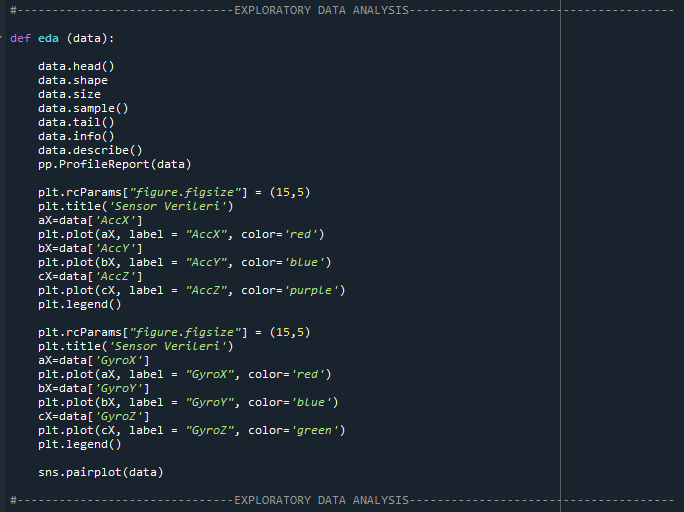 #-------------------------------EXPLORATORY DATA ANALYSIS--------------------------------------
def eda (data):
data.head()
data.shape
data.size
data.sample()
data.tail()
data.info()
data.describe()
pp.ProfileReport(data)
plt.rcParams["figure.figsize"] = (15,5)
plt.title('Sensor Verileri')
aX=data['AccX']
plt.plot(aX, label = "AccX", color='red')
bX=data['AccY']
plt.plot(bX, label = "AccY", color='blue')
cX=data['AccZ']
plt.plot(cX, label = "AccZ", color='purple')
plt.legend()
plt.rcParams["figure.figsize"] = (15,5)
plt.title('Sensor Verileri')
aX=data['GyroX']
plt.plot(aX, label = "GyroX", color='red')
bX=data['GyroY']
plt.plot(bX, label = "GyroY", color='blue')
cX=data['GyroZ']
plt.plot(cX, label = "GyroZ", color='green')
plt.legend()
sns.pairplot(data)
#-------------------------------EXPLORATORY DATA ANALYSIS--------------------------------------